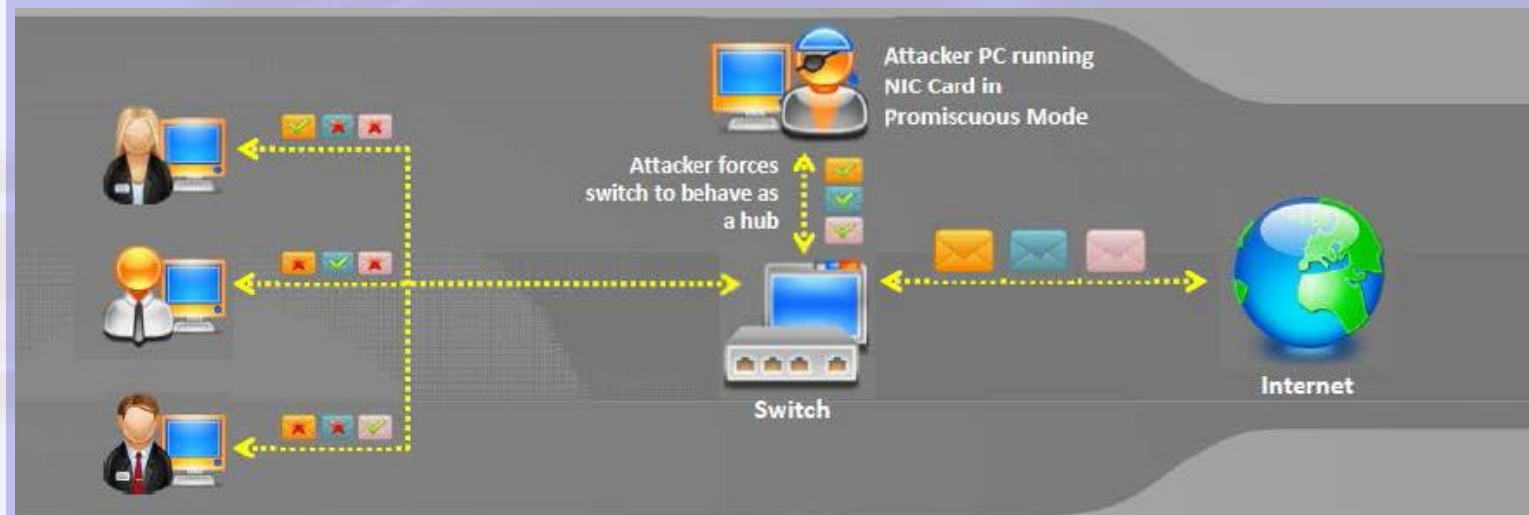 Attacker PC running
NIC Card in
Promiscuous Mode
Attacker forces
switch to behave as
a hub
Switch
Internet